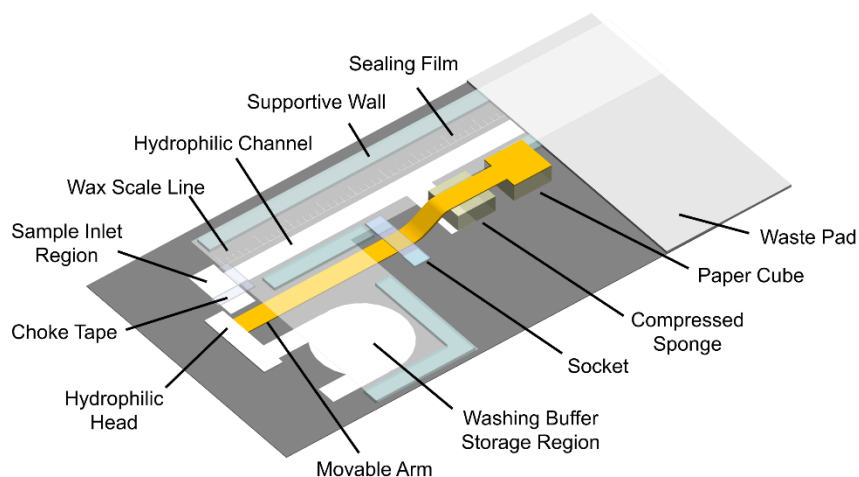 Sealing Film
Supportive Wall
Hydrophilic Channel
Wax Scale Line
Sample Inlet
Region
Choke Tape
Hydrophilic
Head
Movable Arm
Washing Buffer
Storage Region
Socket
Compressed
Sponge
Paper Cube
Waste Pad